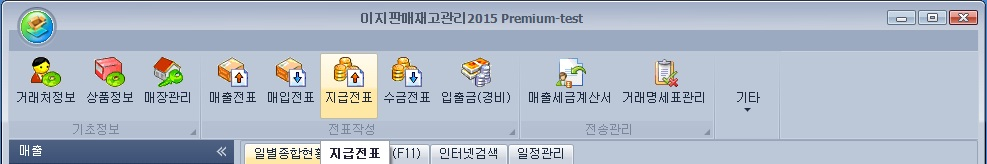 이지판매재고관리2015 Premium-test
거래처정보 상품정보 매장관리 매출전표 매입전표 지급전표 수금전표 입출금(경비) 매출세금계산서 거래명세표관리 기타
기초정보 전표작성 전송관리
매출 일별종합현황 지급전표 (F11) 인터넷검색 일정관리